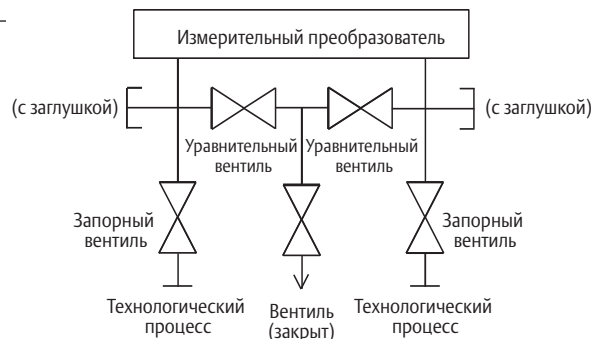 Измерительный преобразователь
(с заглушкой)
(с заглушкой)
Уравнительный
вентиль
Уравнительный
вентиль
Запорный
вентиль
Запорный
вентиль
Технологический
процесс
Вентиль
(закрыт)
Технологический
процесс